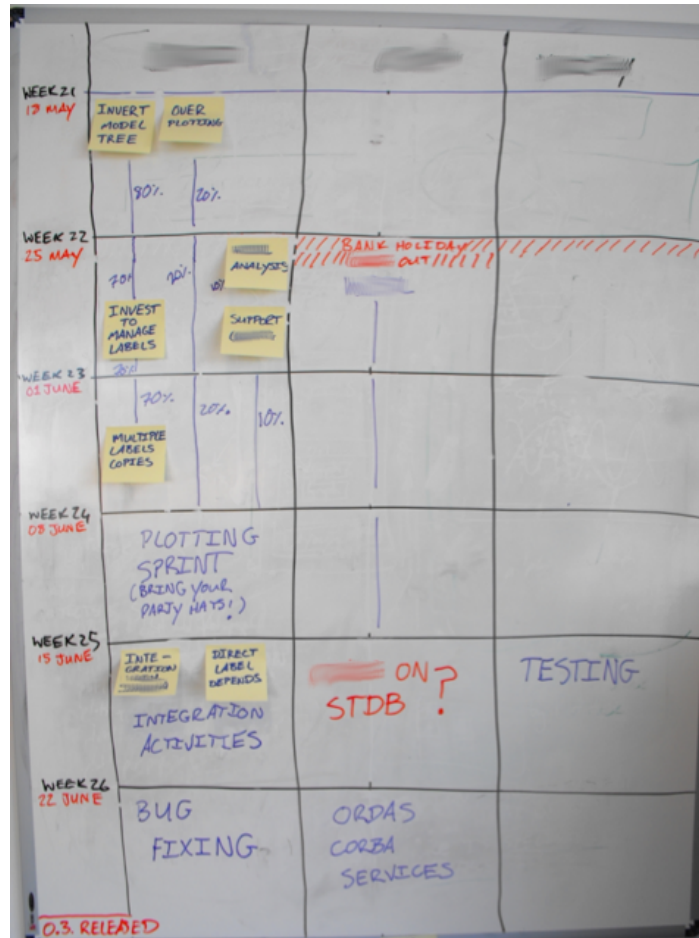 WEEK 21
18 MAY
INVERT
MODEL
TREE
OVER
PLOTTING
80%
20%
WEEK 22
25 MAY
BANK HOLIDAY
OUT
ANALYSIS
70%
20%
10%
INVEST
TO
MANAGE
LABELS
SUPPORT
WEEK 23
01 JUNE
70%
70%
20%
10%
MULTIPLE
LABELS
COPIES
WEEK 24
08 JUNE
PLOTTING
SPRINT
(BRING YOUR
PARTY HATS!)
WEEK 25
15 JUNE
INTE-
GRATION
DIRECT
LABEL
DEPENDS
INTEGRATION
ACTIVITIES
ON
STDB ?
TESTING
WEEK 26
22 JUNE
BUG
FIXING
ORDAS
CORBA
SERVICES
0.3. RELEASED